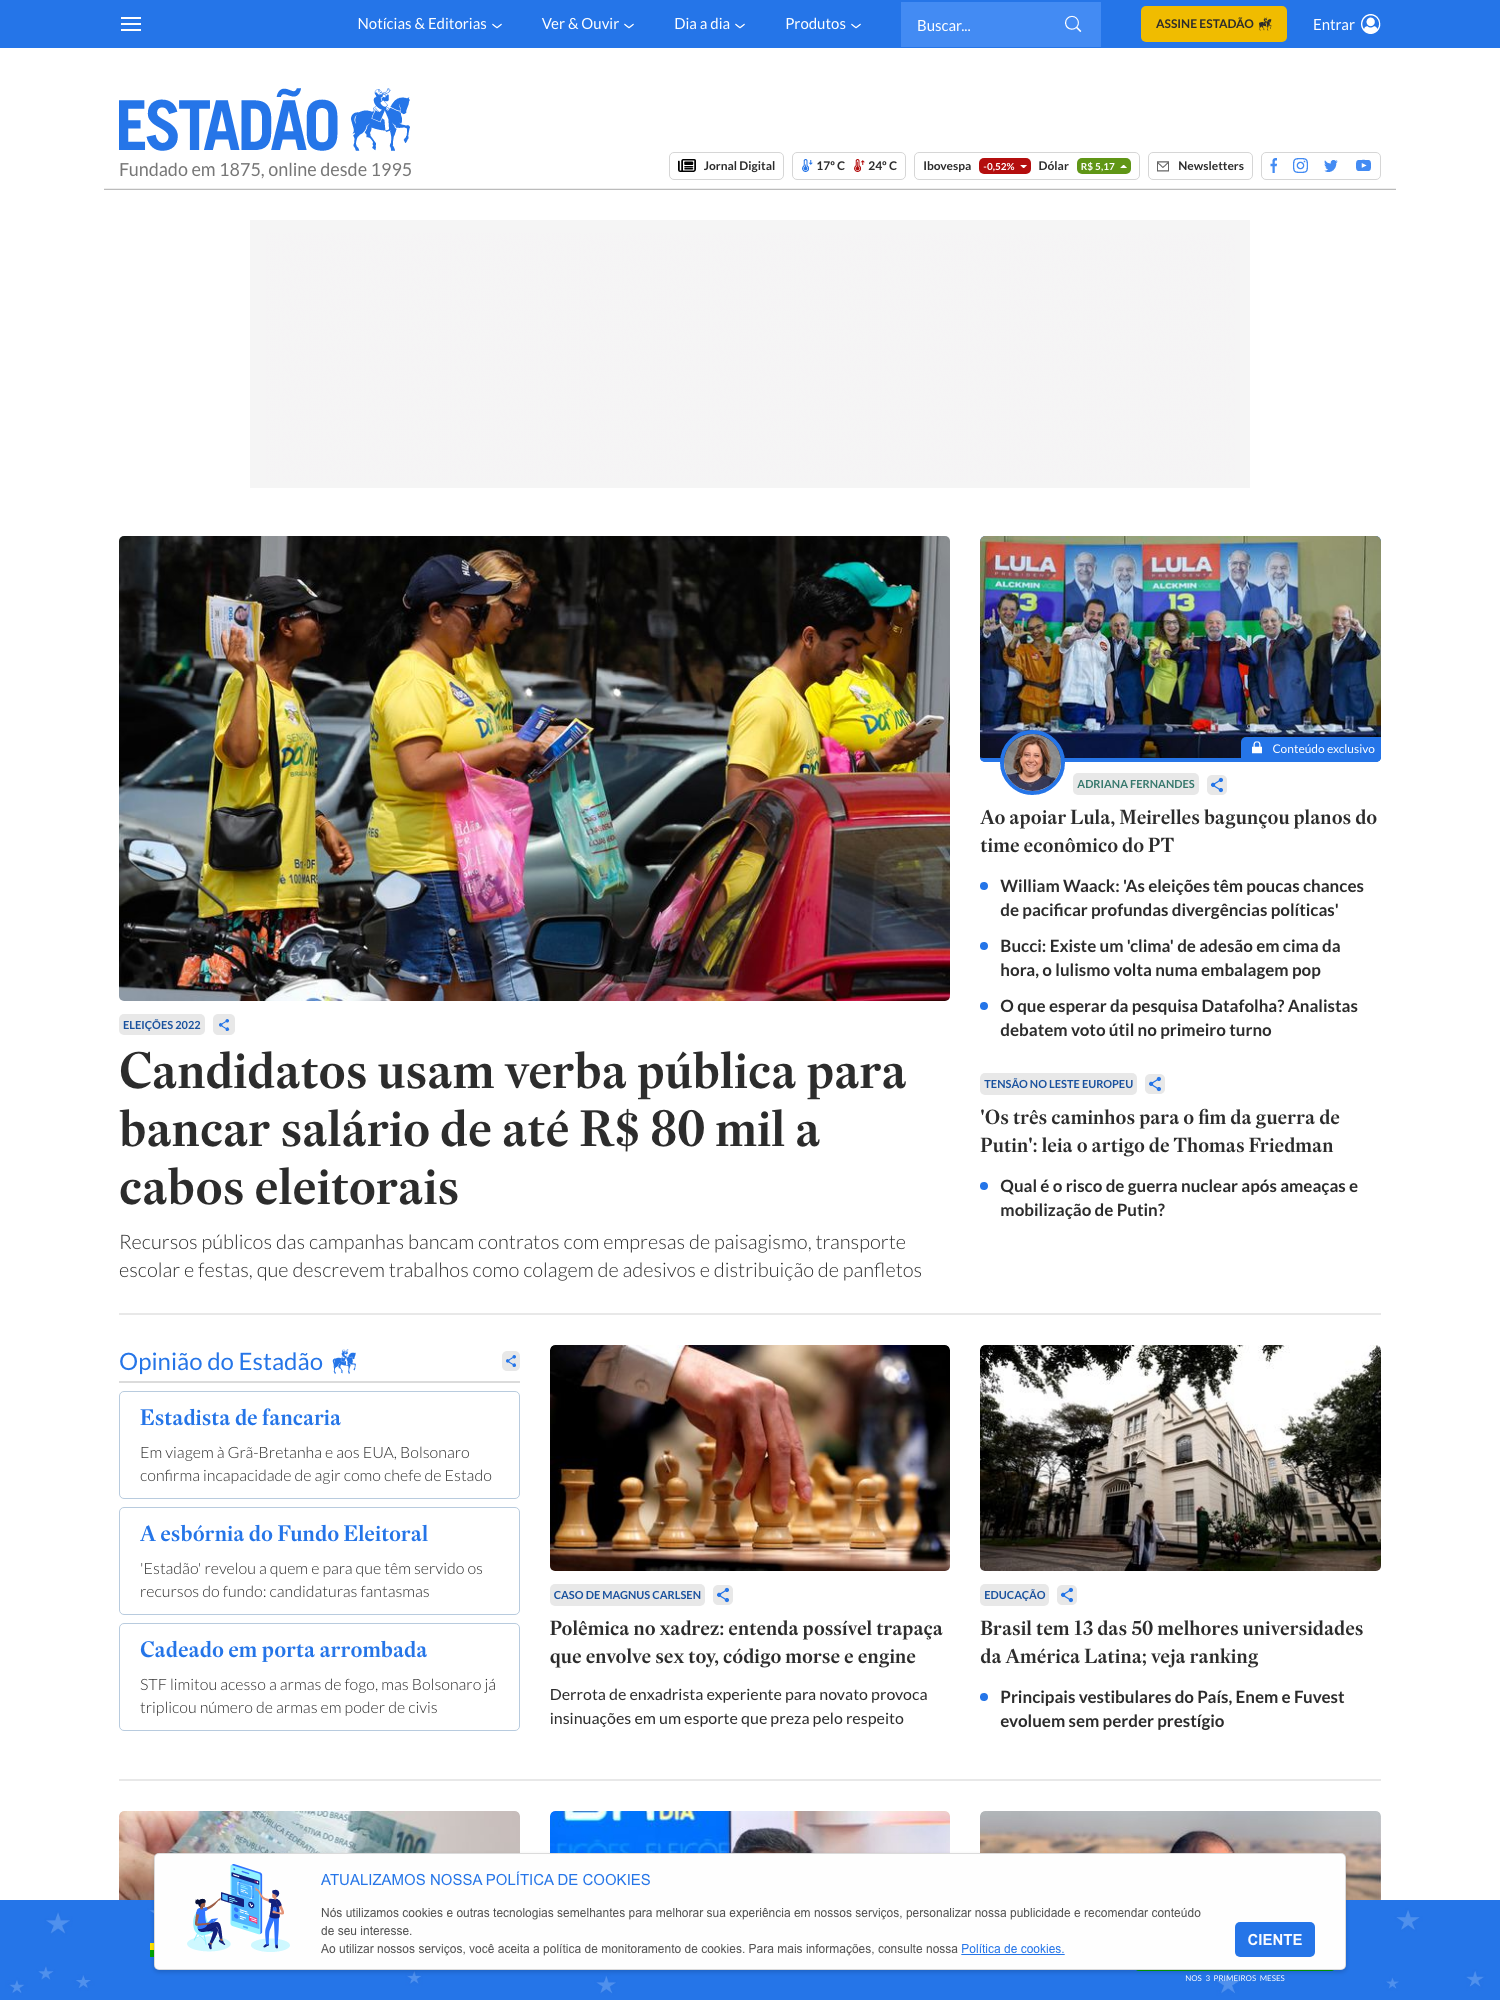 Notícias & Editorias
Ver & Ouvir
Dia a dia
Produtos
Buscar...
ASSINE ESTADÃO
Entrar
ESTADÃO
Fundado em 1875, online desde 1995
Jornal Digital
17° C
24° C
Ibovespa
-0,52%
Dólar
R$ 5,17
Newsletters
LULA
LULA
PRESIDENTE
ALCKMIN VICE
ALCKMIN
13
13
Conteúdo exclusivo
ADRIANA FERNANDES
Ao apoiar Lula, Meirelles bagunçou planos do
time econômico do PT
William Waack: 'As eleições têm poucas chances
de pacificar profundas divergências políticas'
Bucci: Existe um 'clima' de adesão em cima da
hora, o lulismo volta numa embalagem pop
O que esperar da pesquisa Datafolha? Analistas
debatem voto útil no primeiro turno
TENSÃO NO LESTE EUROPEU
'Os três caminhos para o fim da guerra de
Putin': leia o artigo de Thomas Friedman
Qual é o risco de guerra nuclear após ameaças e
mobilização de Putin?
ELEIÇÕES 2022
Candidatos usam verba pública para
bancar salário de até R$ 80 mil a
cabos eleitorais
Recursos públicos das campanhas bancam contratos com empresas de paisagismo, transporte
escolar e festas, que descrevem trabalhos como colagem de adesivos e distribuição de panfletos
Opinião do Estadão
Estadista de fancaria
Em viagem à Grã-Bretanha e aos EUA, Bolsonaro
confirma incapacidade de agir como chefe de Estado
A esbórnia do Fundo Eleitoral
'Estadão' revelou a quem e para que têm servido os
recursos do fundo: candidaturas fantasmas
Cadeado em porta arrombada
STF limitou acesso a armas de fogo, mas Bolsonaro já
triplicou número de armas em poder de civis
CASO DE MAGNUS CARLSEN
Polêmica no xadrez: entenda possível trapaça
que envolve sex toy, código morse e engine
Derrota de enxadrista experiente para novato provoca
insinuações em um esporte que preza pelo respeito
EDUCAÇÃO
Brasil tem 13 das 50 melhores universidades
da América Latina; veja ranking
Principais vestibulares do País, Enem e Fuvest
evoluem sem perder prestígio
100
DIA
ATUALIZAMOS NOSSA POLÍTICA DE COOKIES
Nós utilizamos cookies e outras tecnologias semelhantes para melhorar sua experiência em nossos serviços, personalizar nossa publicidade e recomendar conteúdo
de seu interesse.
Ao utilizar nossos serviços, você aceita a política de monitoramento de cookies. Para mais informações, consulte nossa Política de cookies.
CIENTE
NOS 3 PRIMEIROS MESES